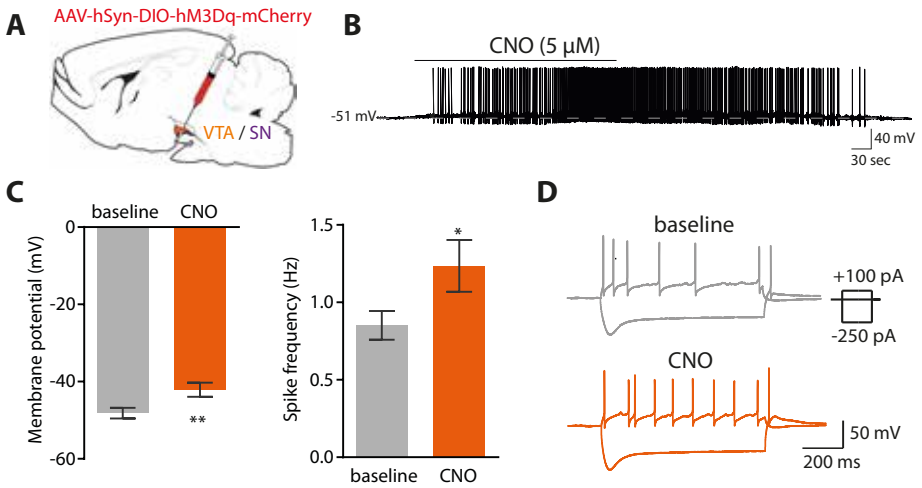 A
AAV-hSyn-DIO-hM3Dq-mCherry
VTA / SN
B
CNO (5 µM)
-51 mV
40 mV
30 sec
C
baseline CNO
0
-20
-40
-60
Membrane potential (mV)
**
1.5
1.0
0.5
0.0
Spike frequency (Hz)
*
baseline CNO
D
baseline
+100 pA
-250 pA
CNO
50 mV
200 ms